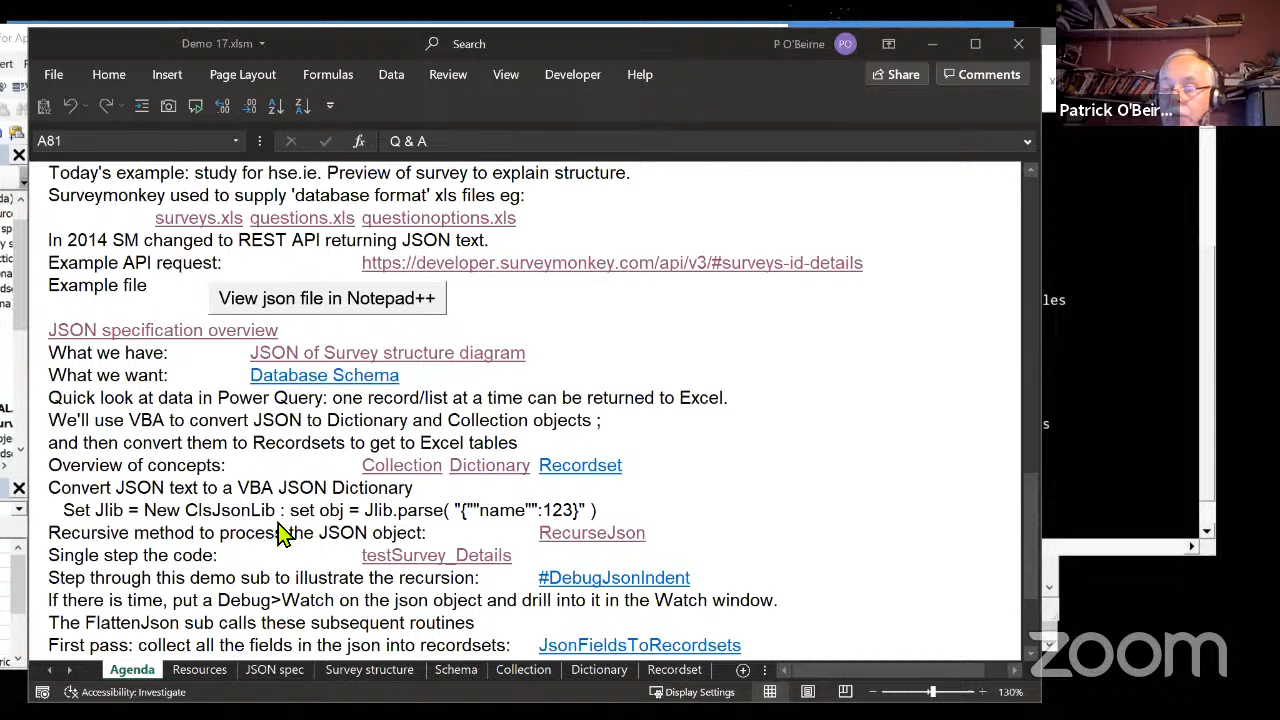 for Ap
Demo 17.xlsm
Search
P O'Beirne
PO
File Home Insert Page Layout Formulas Data Review View Developer Help
Share
Comments
A81
fx
Q & A
Today's example: study for hse.ie. Preview of survey to explain structure.
Surveymonkey used to supply 'database format' xls files eg:
surveys.xls questions.xls questionoptions.xls
In 2014 SM changed to REST API returning JSON text.
Example API request: https://developer.surveymonkey.com/api/v3/#surveys-id-details
Example file
View json file in Notepad++
JSON specification overview
What we have: JSON of Survey structure diagram
What we want: Database Schema
Quick look at data in Power Query: one record/list at a time can be returned to Excel.
We'll use VBA to convert JSON to Dictionary and Collection objects ;
and then convert them to Recordsets to get to Excel tables
Overview of concepts: Collection Dictionary Recordset
Convert JSON text to a VBA JSON Dictionary
Set Jlib = New ClsJsonLib : set obj = Jlib.parse( "{""name"":123}" )
Recursive method to process the JSON object: RecurseJson
Single step the code: testSurvey_Details
Step through this demo sub to illustrate the recursion: #DebugJsonIndent
If there is time, put a Debug>Watch on the json object and drill into it in the Watch window.
The FlattenJson sub calls these subsequent routines
First pass: collect all the fields in the json into recordsets: JsonFieldsToRecordsets
Agenda Resources JSON spec Survey structure Schema Collection Dictionary Recordset
Accessibility: Investigate
Display Settings
130%
Patrick O'Beir...
les
s
zoom